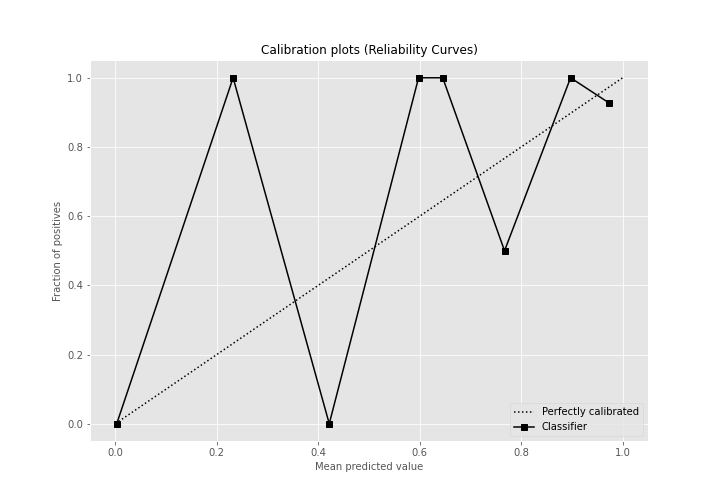 Calibration plots (Reliability Curves)
1.0
0.8
0.6
0.4
0.2
0.0
Fraction of positives
0.0 0.2 0.4 0.6 0.8 1.0
Mean predicted value
Perfectly calibrated
Classifier